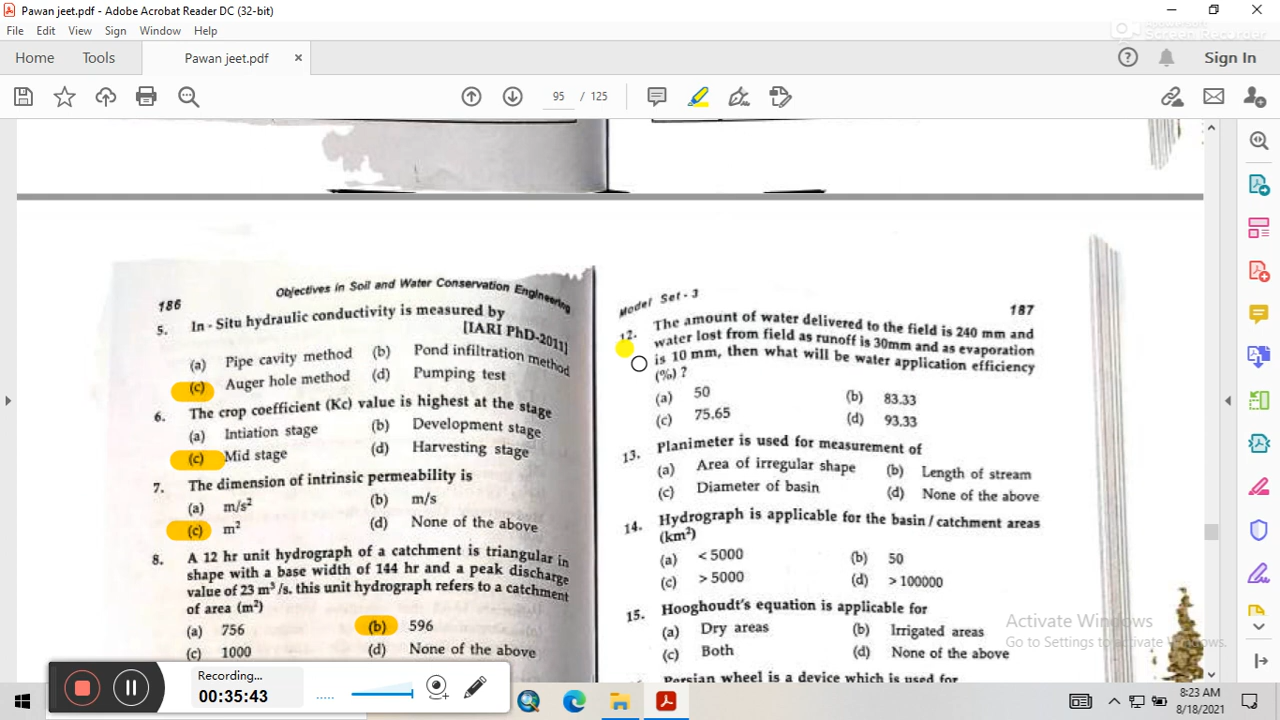 Pawan jeet.pdf - Adobe Acrobat Reader DC (32-bit)
File Edit View Sign Window Help
Screen Recorder
Home Tools Pawan jeet.pdf × Sign In
95 / 125
186 Objectives in Soil and Water Conservation Engineering
5. In - Situ hydraulic conductivity is measured by
[IARI PhD-2011]
(a) Pipe cavity method (b) Pond infiltration method
(c) Auger hole method (d) Pumping test
6. The crop coefficient (Kc) value is highest at the stage
(a) Intiation stage (b) Development stage
(c) Mid stage (d) Harvesting stage
7. The dimension of intrinsic permeability is
(a) m/s² (b) m/s
(c) m² (d) None of the above
8. A 12 hr unit hydrograph of a catchment is triangular in
shape with a base width of 144 hr and a peak discharge
value of 23 m³/s. this unit hydrograph refers to a catchment
of area (m²)
(a) 756 (b) 596
(c) 1000 (d) None of the above
Model Set - 3 187
12. The amount of water delivered to the field is 240 mm and
water lost from field as runoff is 30mm and as evaporation
is 10 mm, then what will be water application efficiency
(%) ?
(a) 50 (b) 83.33
(c) 75.65 (d) 93.33
13. Planimeter is used for measurement of
(a) Area of irregular shape (b) Length of stream
(c) Diameter of basin (d) None of the above
14. Hydrograph is applicable for the basin / catchment areas
(km²)
(a) < 5000 (b) 50
(c) > 5000 (d) > 100000
15. Hooghoudt's equation is applicable for
(a) Dry areas (b) Irrigated areas
(c) Both (d) None of the above
Persian wheel is a device which is used for
Activate Windows
Go to Settings to activate Windows.
Recording...
00:35:43
8:23 AM
8/18/2021